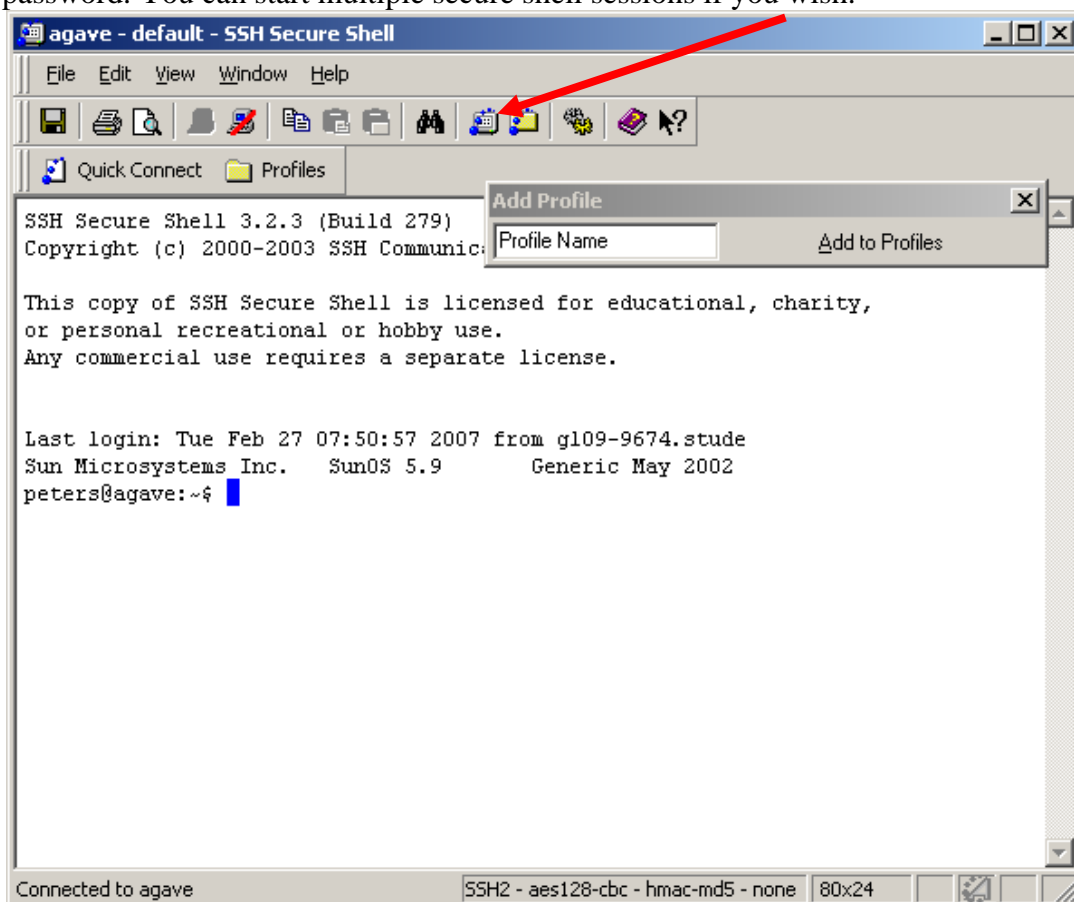 password. You can start multiple secure shell sessions if you wish.
agave - default - SSH Secure Shell
File Edit View Window Help
Quick Connect Profiles
Add Profile
Profile Name Add to Profiles
SSH Secure Shell 3.2.3 (Build 279)
Copyright (c) 2000-2003 SSH
This copy of SSH Secure Shell is licensed for educational, charity,
or personal recreational or hobby use.
Any commercial use requires a separate license.
Last login: Tue Feb 27 07:50:57 2007 from gl09-9674.stude
Sun Microsystems Inc. SunOS 5.9 Generic May 2002
peters@agave:~$
Connected to agave SSH2 - aes128-cbc - hmac-md5 - none 80x24